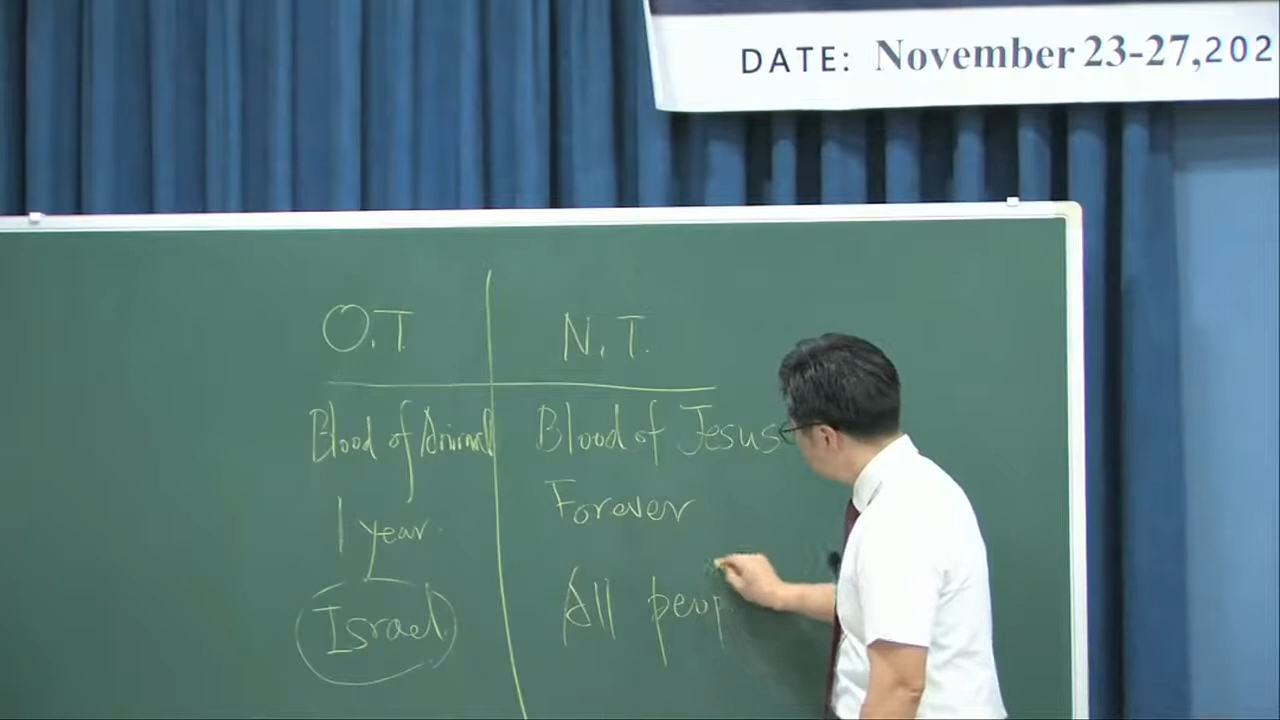 DATE: November 23-27, 202
O.T N.T.
Blood of Animal Blood of Jesus
1 year. Forever
Israel All peop